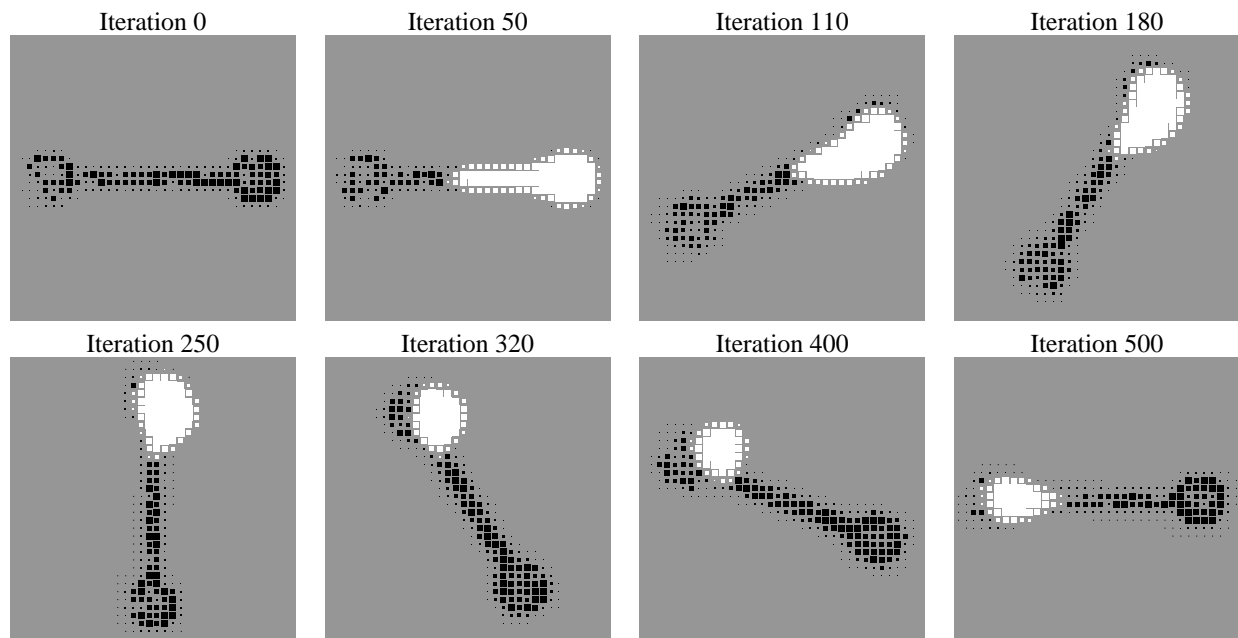 Iteration 0
Iteration 50
Iteration 110
Iteration 180
Iteration 250
Iteration 320
Iteration 400
Iteration 500